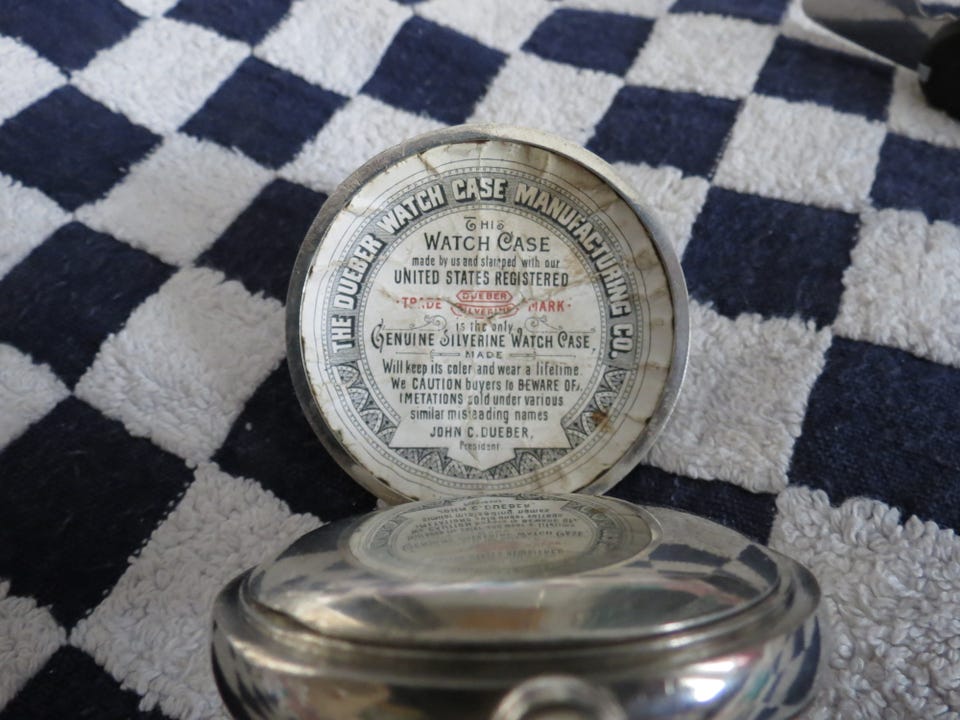 THE DUEBER WATCH CASE MANUFACTURING CO.
THIS
WATCH CASE
made by us and stamped with our
UNITED STATES REGISTERED
TRADE DUEBER SILVERINE MARK
is the only
GENUINE SILVERINE WATCH CASE,
MADE
Will keep its coler and wear a lifetime
We CAUTION buyers to BEWARE OF
IMETATIONS sold under various
similar misleading names
JOHN C. DUEBER,
President